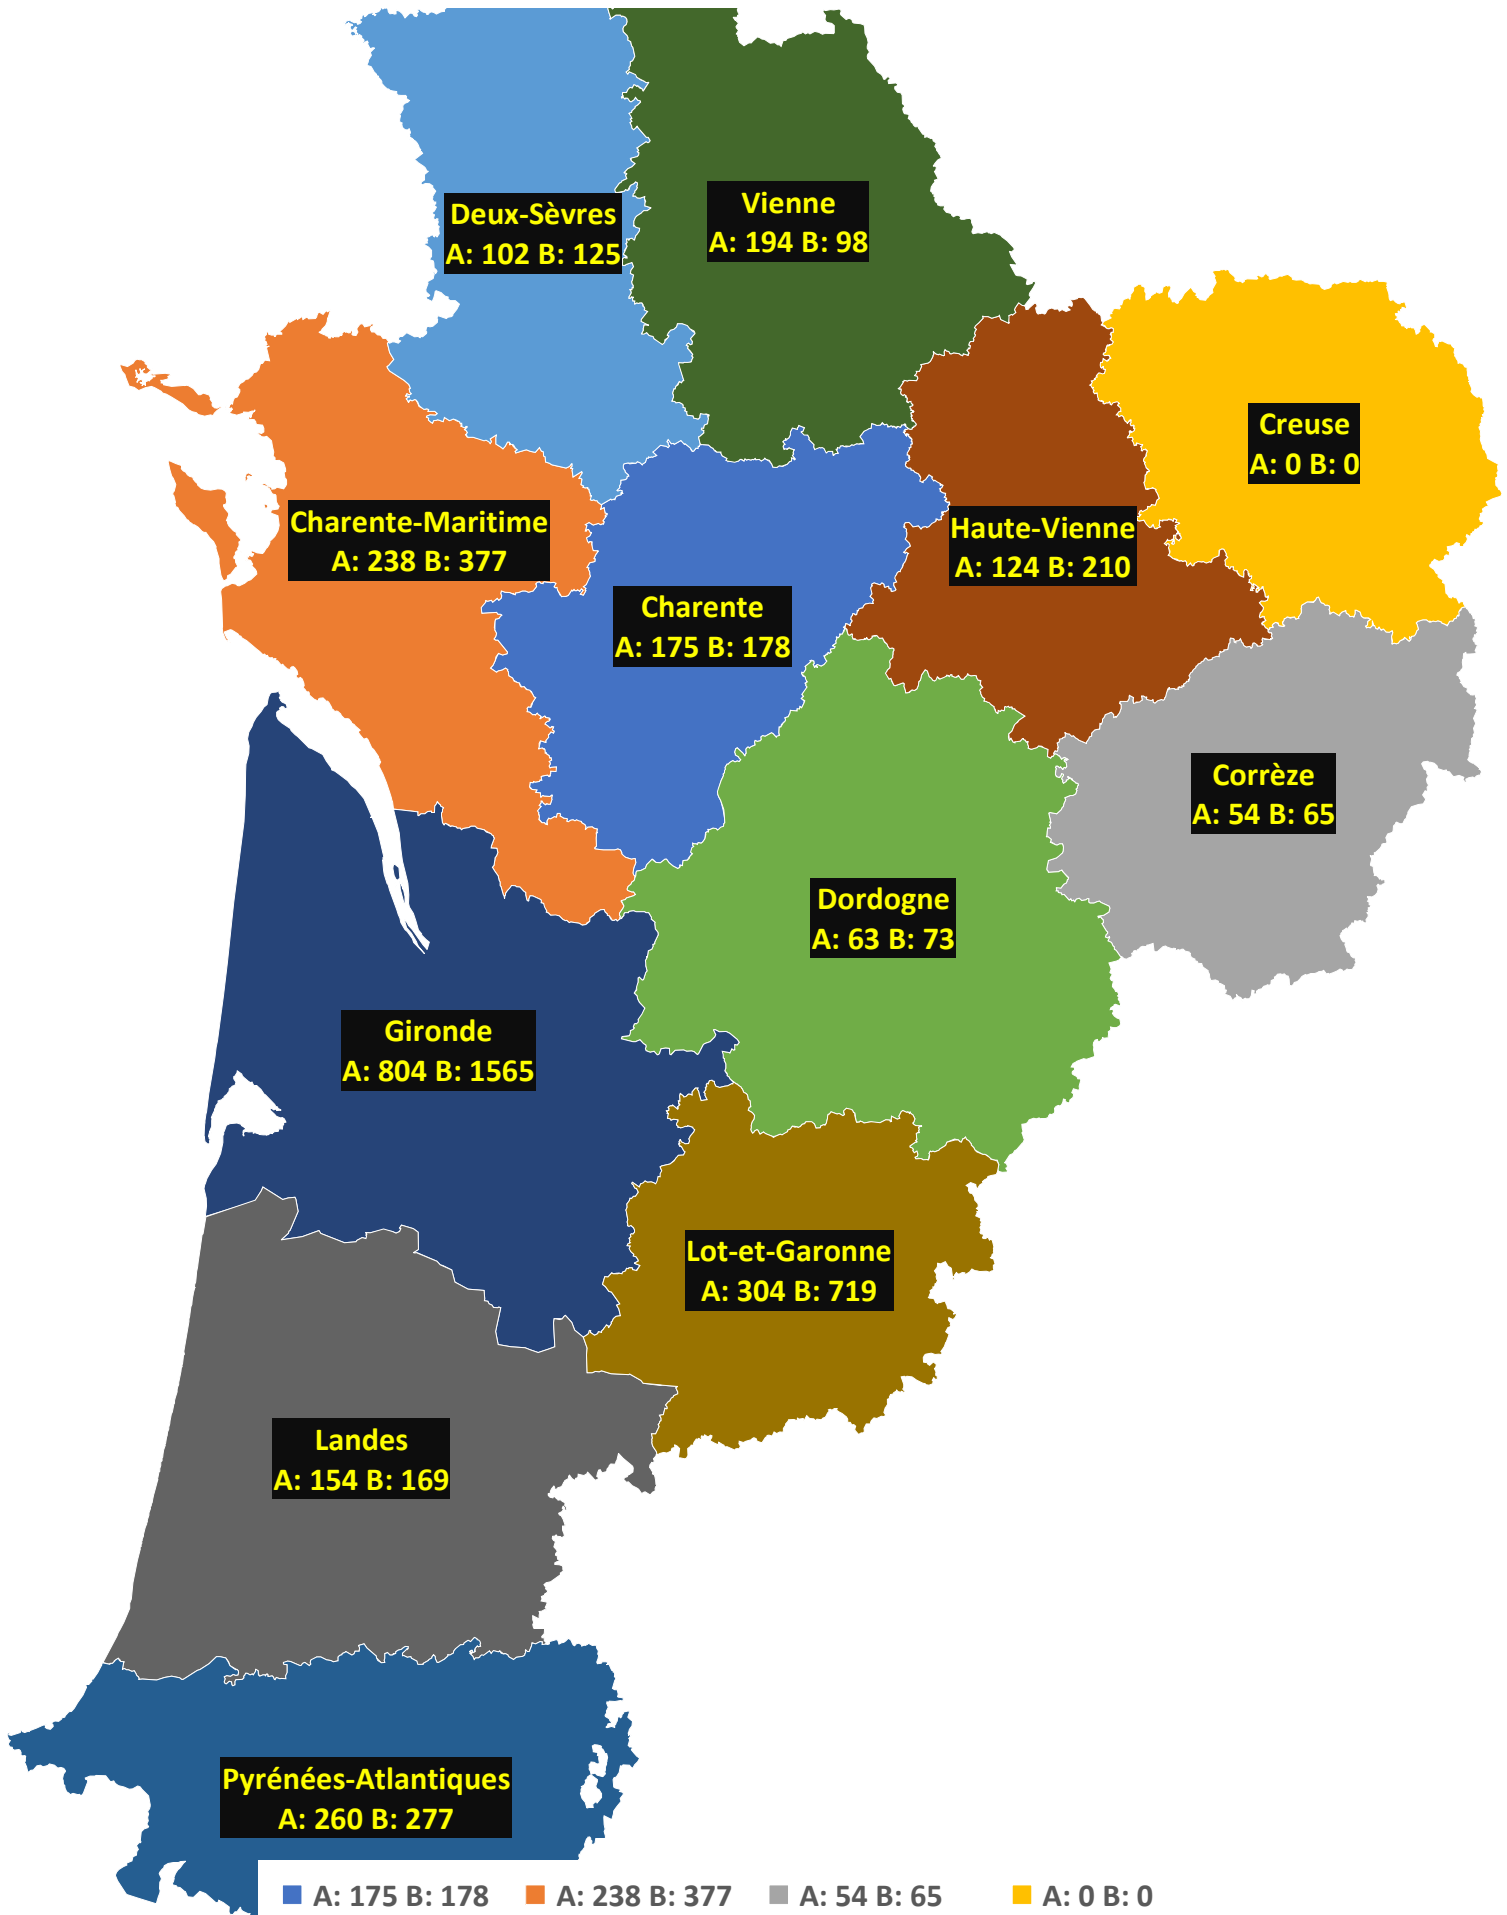 Vienne
A: 194 B: 98
Deux-Sèvres
A: 102 B: 125
Creuse
A: 0 B: 0
Charente-Maritime
A: 238 B: 377
Haute-Vienne
A: 124 B: 210
Charente
A: 175 B: 178
Corrèze
A: 54 B: 65
Dordogne
A: 63 B: 73
Gironde
A: 804 B: 1565
Lot-et-Garonne
A: 304 B: 719
Landes
A: 154 B: 169
Pyrénées-Atlantiques
A: 260 B: 277
A: 175 B: 178 A: 238 B: 377 A: 54 B: 65 A: 0 B: 0